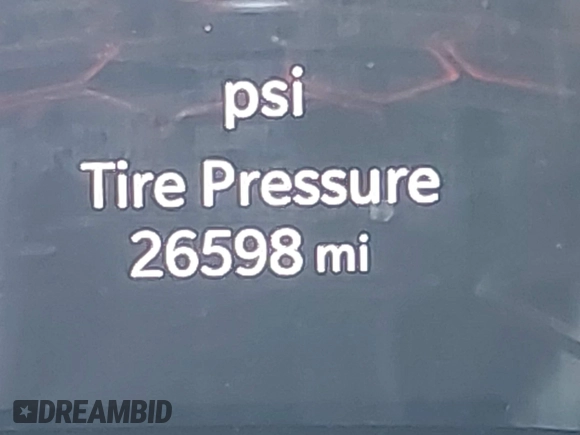 psi
Tire Pressure
26598 mi
DREAMBID